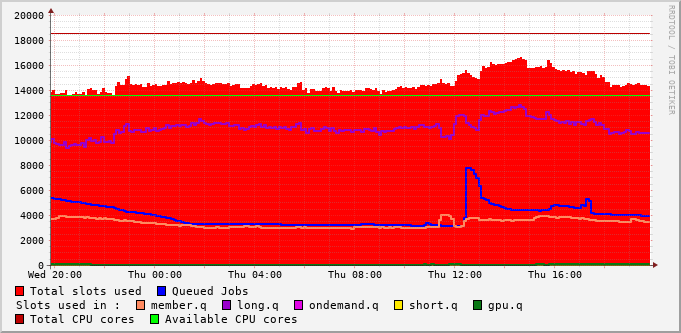 20000
18000
16000
14000
12000
10000
8000
6000
4000
2000
0
Wed 20:00 Thu 00:00 Thu 04:00 Thu 08:00 Thu 12:00 Thu 16:00
Total slots used Queued Jobs
Slots used in : member.q long.q ondemand.q short.q gpu.q
Total CPU cores Available CPU cores
RRDTOOL / TOBI OETIKER